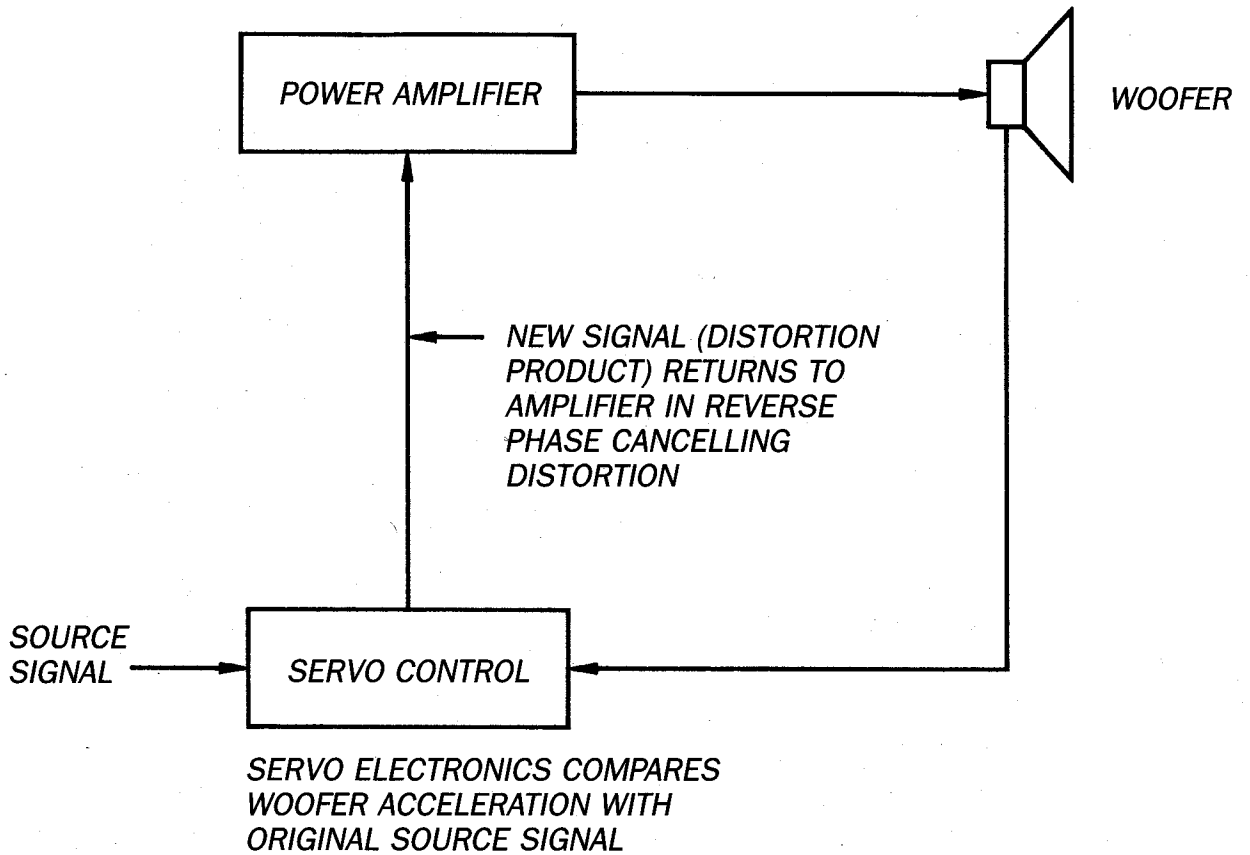 POWER AMPLIFIER
WOOFER
NEW SIGNAL (DISTORTION
PRODUCT) RETURNS TO
AMPLIFIER IN REVERSE
PHASE CANCELLING
DISTORTION
SOURCE
SIGNAL
SERVO CONTROL
SERVO ELECTRONICS COMPARES
WOOFER ACCELERATION WITH
ORIGINAL SOURCE SIGNAL